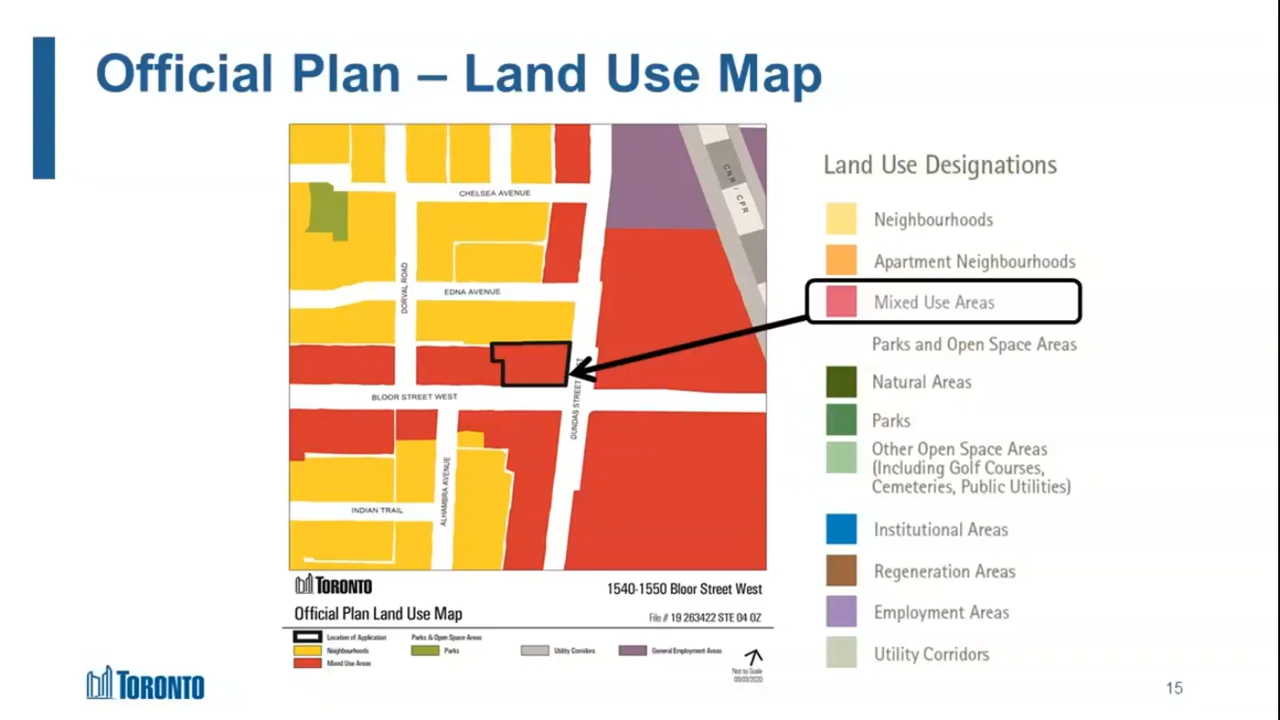 Official Plan – Land Use Map
CHELSEA AVENUE
CNR / CPR
DORVAL ROAD
EDNA AVENUE
BLOOR STREET WEST
DUNDAS STREET
ALHAMBRA AVENUE
INDIAN TRAIL
TORONTO
1540-1550 Bloor Street West
Official Plan Land Use Map
File # 19 263422 STE 04 OZ
Location of Application
Neighbourhoods
Mixed Use Areas
Parks & Open Space Areas
Parks
Utility Corridors
General Employment Areas
Not to Scale
03/03/2020
Land Use Designations
Neighbourhoods
Apartment Neighbourhoods
Mixed Use Areas
Parks and Open Space Areas
Natural Areas
Parks
Other Open Space Areas
(Including Golf Courses,
Cemeteries, Public Utilities)
Institutional Areas
Regeneration Areas
Employment Areas
Utility Corridors
TORONTO
15